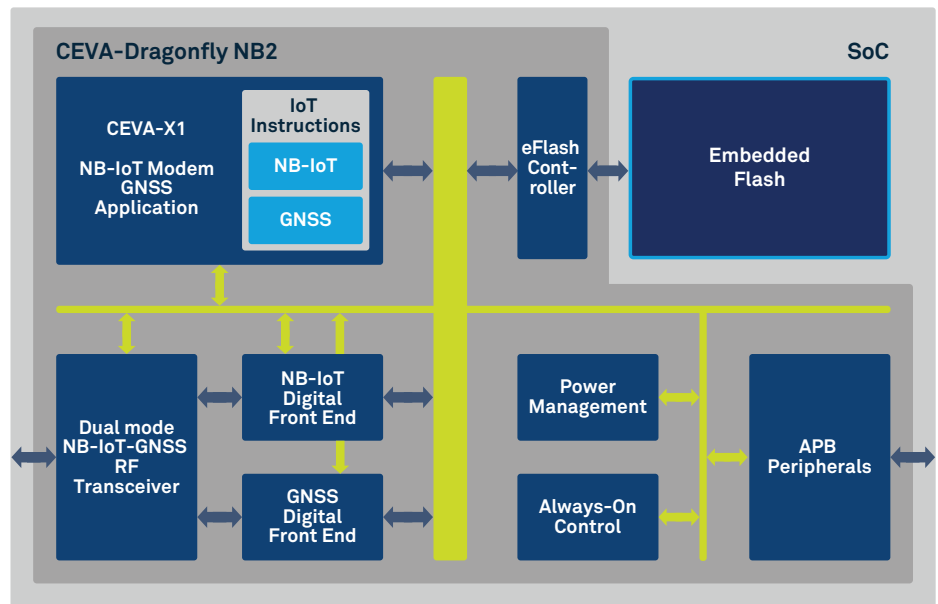 CEVA-Dragonfly NB2
SoC
CEVA-X1
NB-IoT Modem
GNSS
Application
IoT
Instructions
NB-IoT
GNSS
eFlash
Cont-
roller
Embedded
Flash
Dual mode
NB-IoT-GNSS
RF
Transceiver
NB-IoT
Digital
Front End
GNSS
Digital
Front End
Power
Management
Always-On
Control
APB
Peripherals